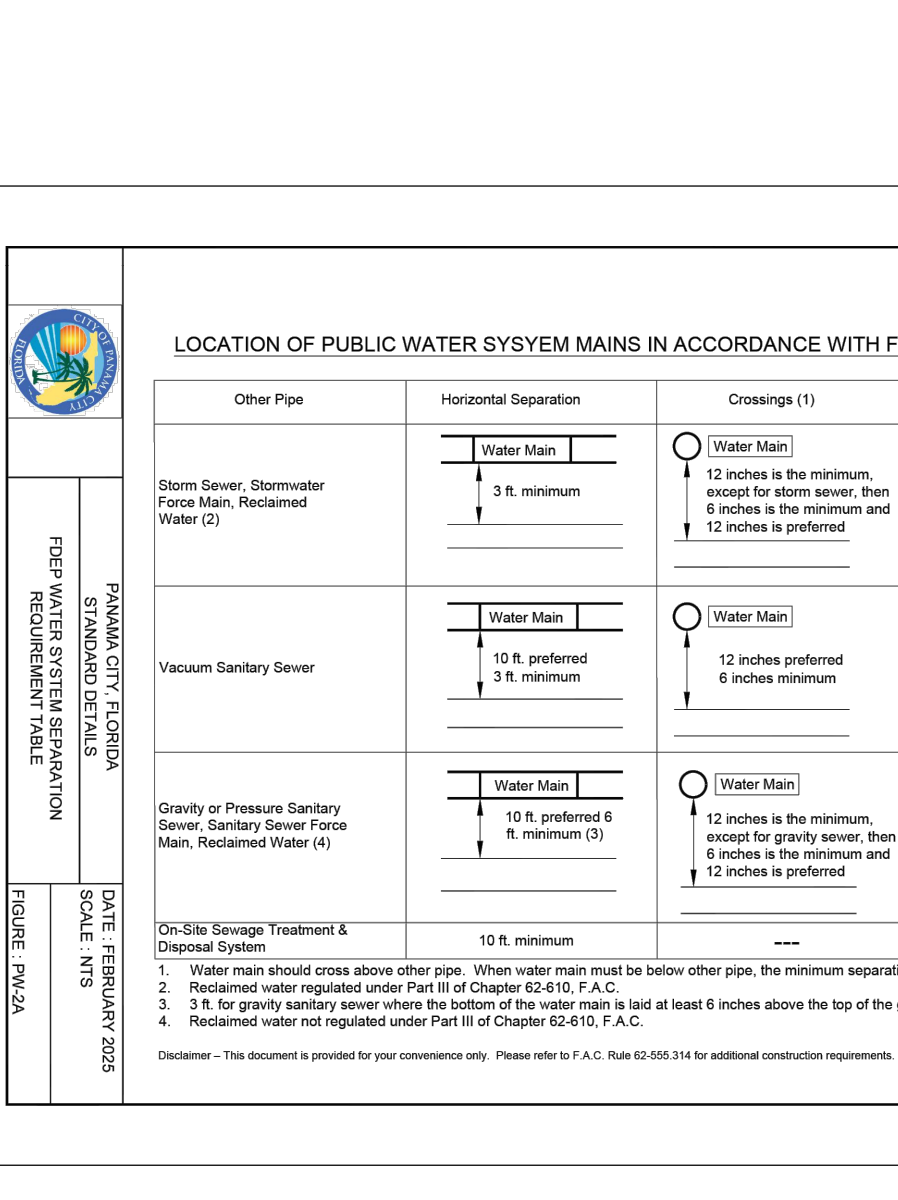 LOCATION OF PUBLIC WATER SYSYEM MAINS IN ACCORDANCE WITH F
Other Pipe
Horizontal Separation
Crossings (1)
Storm Sewer, Stormwater
Force Main, Reclaimed
Water (2)
Water Main
3 ft. minimum
Water Main
12 inches is the minimum,
except for storm sewer, then
6 inches is the minimum and
12 inches is preferred
Vacuum Sanitary Sewer
Water Main
10 ft. preferred
3 ft. minimum
Water Main
12 inches preferred
6 inches minimum
Gravity or Pressure Sanitary
Sewer, Sanitary Sewer Force
Main, Reclaimed Water (4)
Water Main
10 ft. preferred 6
ft. minimum (3)
Water Main
12 inches is the minimum,
except for gravity sewer, then
6 inches is the minimum and
12 inches is preferred
On-Site Sewage Treatment &
Disposal System
10 ft. minimum
---
1. Water main should cross above other pipe. When water main must be below other pipe, the minimum separati
2. Reclaimed water regulated under Part III of Chapter 62-610, F.A.C.
3. 3 ft. for gravity sanitary sewer where the bottom of the water main is laid at least 6 inches above the top of the g
4. Reclaimed water not regulated under Part III of Chapter 62-610, F.A.C.
Disclaimer – This document is provided for your convenience only. Please refer to F.A.C. Rule 62-555.314 for additional construction requirements.
CITY OF PANAMA CITY
FLORIDA
PANAMA CITY, FLORIDA
STANDARD DETAILS
FDEP WATER SYSTEM SEPARATION
REQUIREMENT TABLE
DATE : FEBRUARY 2025
SCALE : NTS
FIGURE : PW-2A